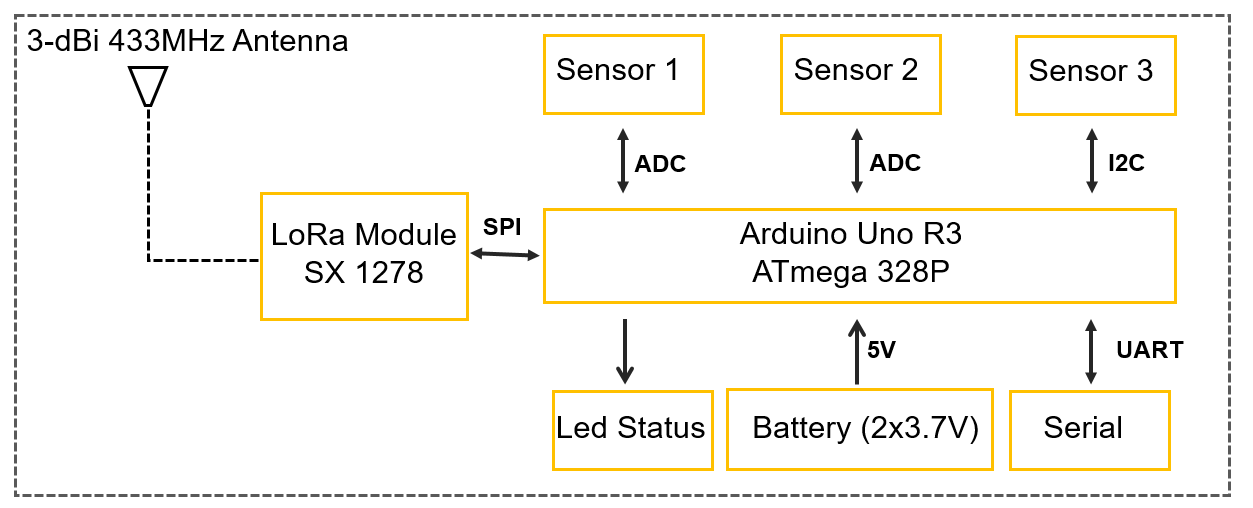 3-dBi 433MHz Antenna
Sensor 1
Sensor 2
Sensor 3
ADC
ADC
I2C
LoRa Module
SX 1278
SPI
Arduino Uno R3
ATmega 328P
5V
UART
Led Status
Battery (2x3.7V)
Serial